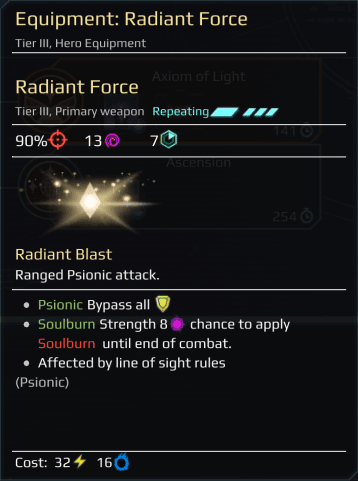 Equipment: Radiant Force
Tier III, Hero Equipment
Axiom of Light
Radiant Force
Tier III, Primary weapon Repeating
141
90% 13 7
Ascension
254
Radiant Blast
Ranged Psionic attack.
Psionic Bypass all
Soulburn Strength 8 chance to apply
Soulburn until end of combat.
Affected by line of sight rules
(Psionic)
Cost: 32 16